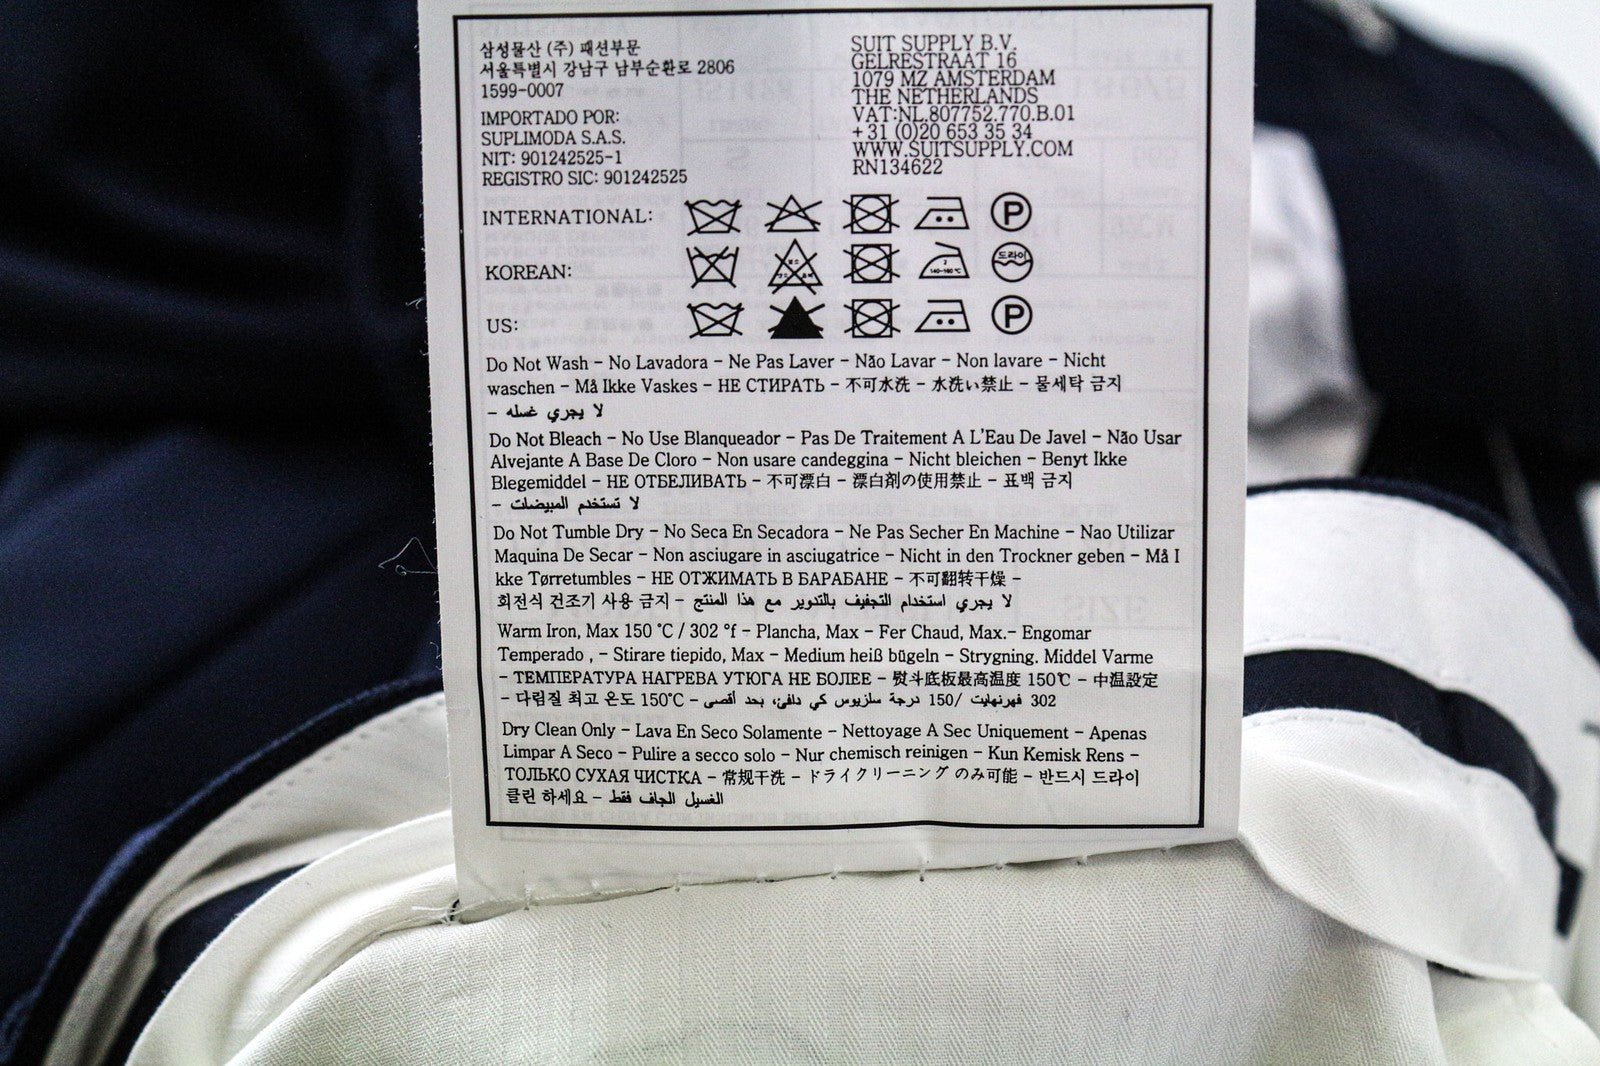 삼성물산 (주) 패션부문
서울특별시 강남구 남부순환로 2806
1599-0007
IMPORTADO POR:
SUPLIMODA S.A.S.
NIT: 901242525-1
REGISTRO SIC: 901242525
SUIT SUPPLY B.V.
GELRESTRAAT 16
1079 MZ AMSTERDAM
THE NETHERLANDS
VAT:NL.807752.770.B.01
+31 (0)20 653 35 34
WWW.SUITSUPPLY.COM
RN134622
INTERNATIONAL: P
KOREAN: 2 140-160℃ 드라이
US: P
Do Not Wash - No Lavadora - Ne Pas Laver - Não Lavar - Non lavare - Nicht
waschen - Må Ikke Vaskes - НЕ СТИРАТЬ - 不可水洗 - 水洗い禁止 - 물세탁 금지
- لا يجري غسله
Do Not Bleach - No Use Blanqueador - Pas De Traitement A L'Eau De Javel - Não Usar
Alvejante A Base De Cloro - Non usare candeggina - Nicht bleichen - Benyt Ikke
Blegemiddel - НЕ ОТБЕЛИВАТЬ - 不可漂白 - 漂白剤の使用禁止 - 표백 금지
- لا تستخدم المبيضات
Do Not Tumble Dry - No Seca En Secadora - Ne Pas Secher En Machine - Nao Utilizar
Maquina De Secar - Non asciugare in asciugatrice - Nicht in den Trockner geben - Må I
kke Tørretumbles - НЕ ОТЖИМАТЬ В БАРАБАНЕ - 不可翻转干燥 -
회전식 건조기 사용 금지 - لا يجري استخدام التجفيف بالتدوير مع هذا المنتج
Warm Iron, Max 150 °C / 302 °f - Plancha, Max - Fer Chaud, Max.- Engomar
Temperado , - Stirare tiepido, Max - Medium heiß bügeln - Strygning. Middel Varme
- ТЕМПЕРАТУРА НАГРЕВА УТЮГА НЕ БОЛЕЕ - 熨斗底板最高温度 150℃ - 中温設定
- 다림질 최고 온도 150℃ - 302 فهرنهايت /150 درجة سلزيوس كي دافئ، بحد أقصى
Dry Clean Only - Lava En Seco Solamente - Nettoyage A Sec Uniquement - Apenas
Limpar A Seco - Pulire a secco solo - Nur chemisch reinigen - Kun Kemisk Rens -
ТОЛЬКО СУХАЯ ЧИСТКА - 常规干洗 - ドライクリーニング のみ可能 - 반드시 드라이
클린 하세요 - الغسيل الجاف فقط